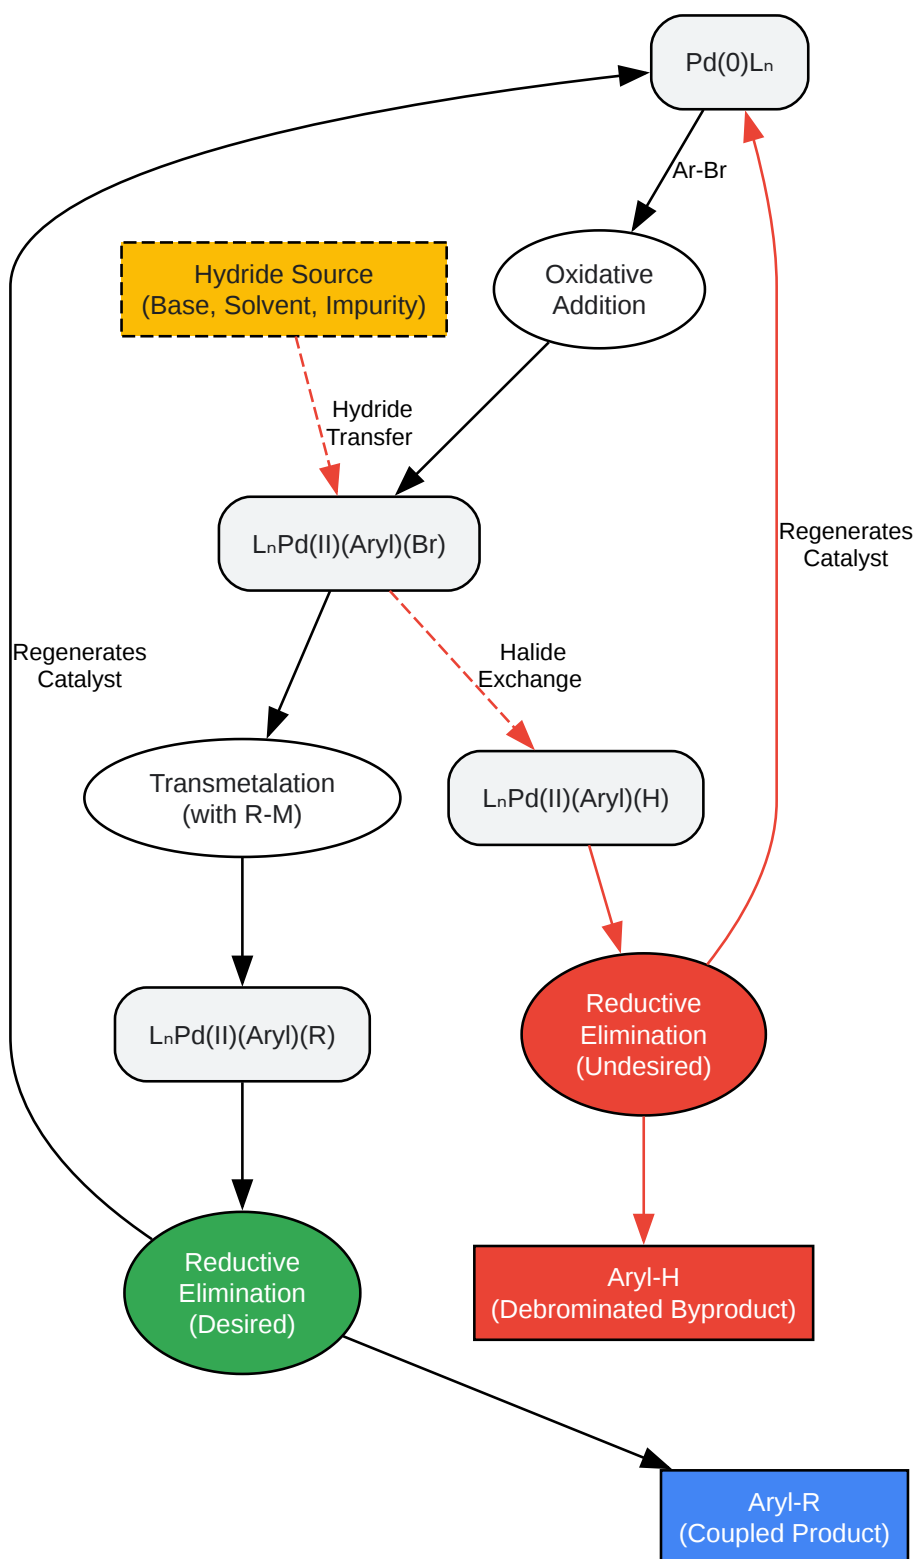 Pd(0)Lₙ
Ar-Br
Hydride Source
(Base, Solvent, Impurity)
Oxidative
Addition
Hydride
Transfer
LₙPd(II)(Aryl)(Br)
Regenerates
Catalyst
Regenerates
Catalyst
Halide
Exchange
Transmetalation
(with R-M)
LₙPd(II)(Aryl)(H)
LₙPd(II)(Aryl)(R)
Reductive
Elimination
(Undesired)
Reductive
Elimination
(Desired)
Aryl-H
(Debrominated Byproduct)
Aryl-R
(Coupled Product)